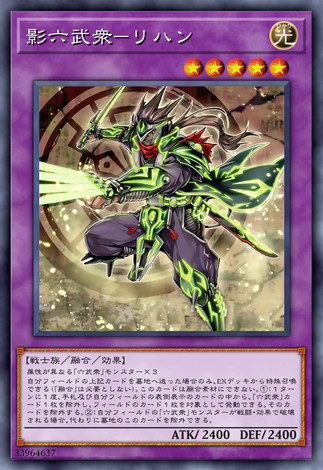 影六武衆－リハン
光
【戦士族／融合／効果】
属性が異なる「六武衆」モンスター×３
自分フィールドの上記カードを墓地へ送った場合のみ、EXデッキから特殊召喚
できる（「融合」は必要としない）。このカードは融合素材にできない。①：１ター
ンに１度、手札及び自分フィールドの表側表示のカードの中から、「六武衆」カ
ード１枚を除外し、フィールドのカード１枚を対象として発動できる。そのカー
ドを除外する。②：自分フィールドの「六武衆」モンスターが戦闘・効果で破壊
される場合、代わりに墓地のこのカードを除外できる。
ATK/ 2400 DEF/ 2400
33964637